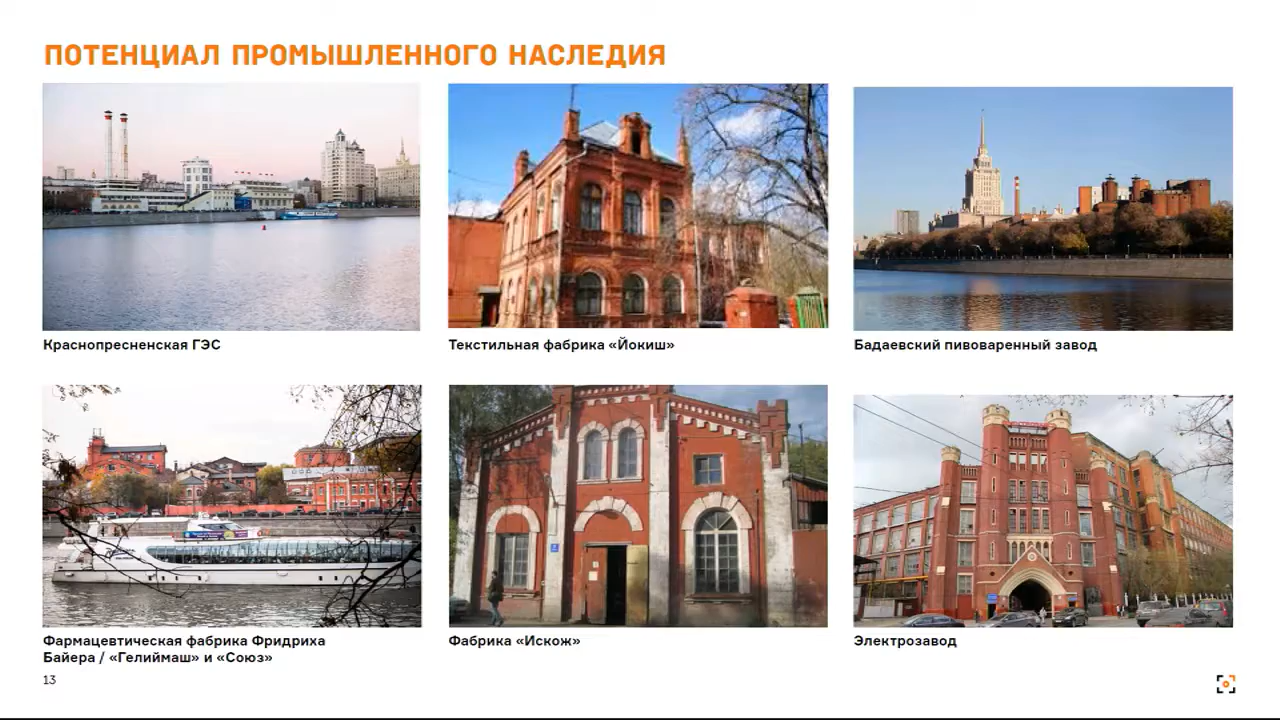 ПОТЕНЦИАЛ ПРОМЫШЛЕННОГО НАСЛЕДИЯ
Краснопресненская ГЭС
Текстильная фабрика «Йокиш»
Бадаевский пивоваренный завод
Фармацевтическая фабрика Фридриха
Байера / «Гелиймаш» и «Союз»
Фабрика «Искож»
Электрозавод
13